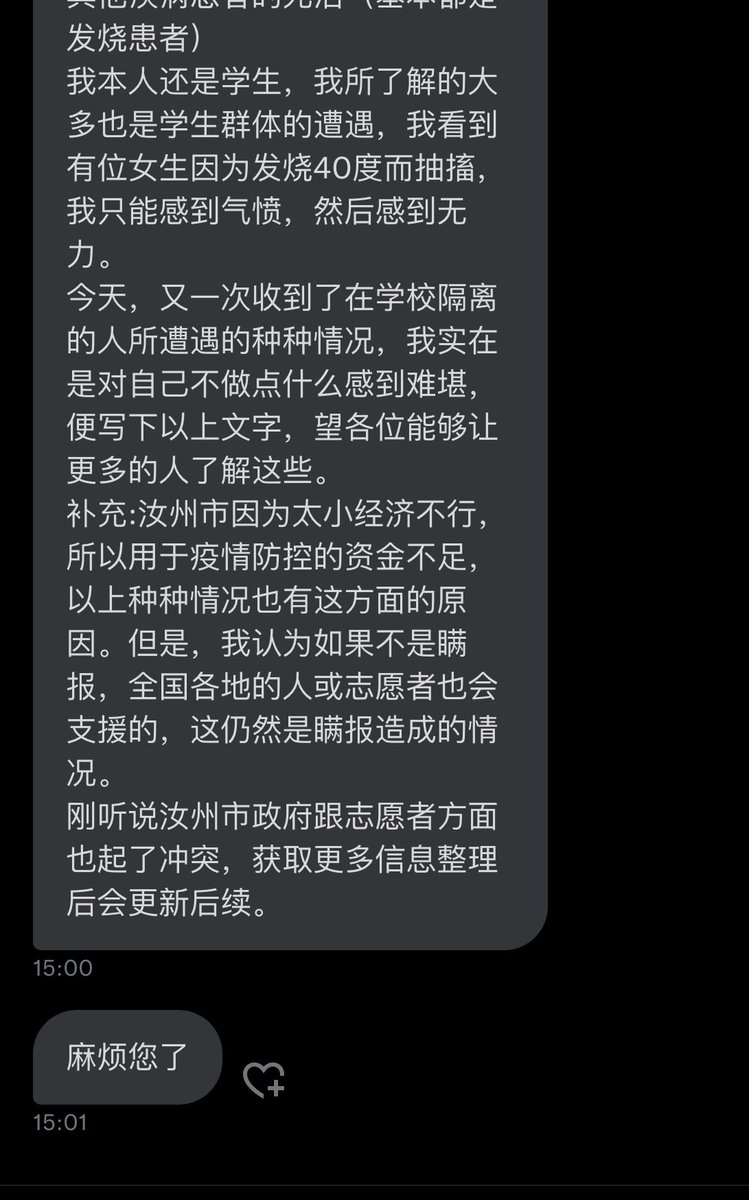 发烧患者）
我本人还是学生，我所了解的大
多也是学生群体的遭遇，我看到
有位女生因为发烧40度而抽搐，
我只能感到气愤，然后感到无
力。
今天，又一次收到了在学校隔离
的人所遭遇的种种情况，我实在
是对自己不做点什么感到难堪，
便写下以上文字，望各位能够让
更多的人了解这些。
补充:汝州市因为太小经济不行，
所以用于疫情防控的资金不足，
以上种种情况也有这方面的原
因。但是，我认为如果不是瞒
报，全国各地的人或志愿者也会
支援的，这仍然是瞒报造成的情
况。
刚听说汝州市政府跟志愿者方面
也起了冲突，获取更多信息整理
后会更新后续。
15:00
麻烦您了
15:01